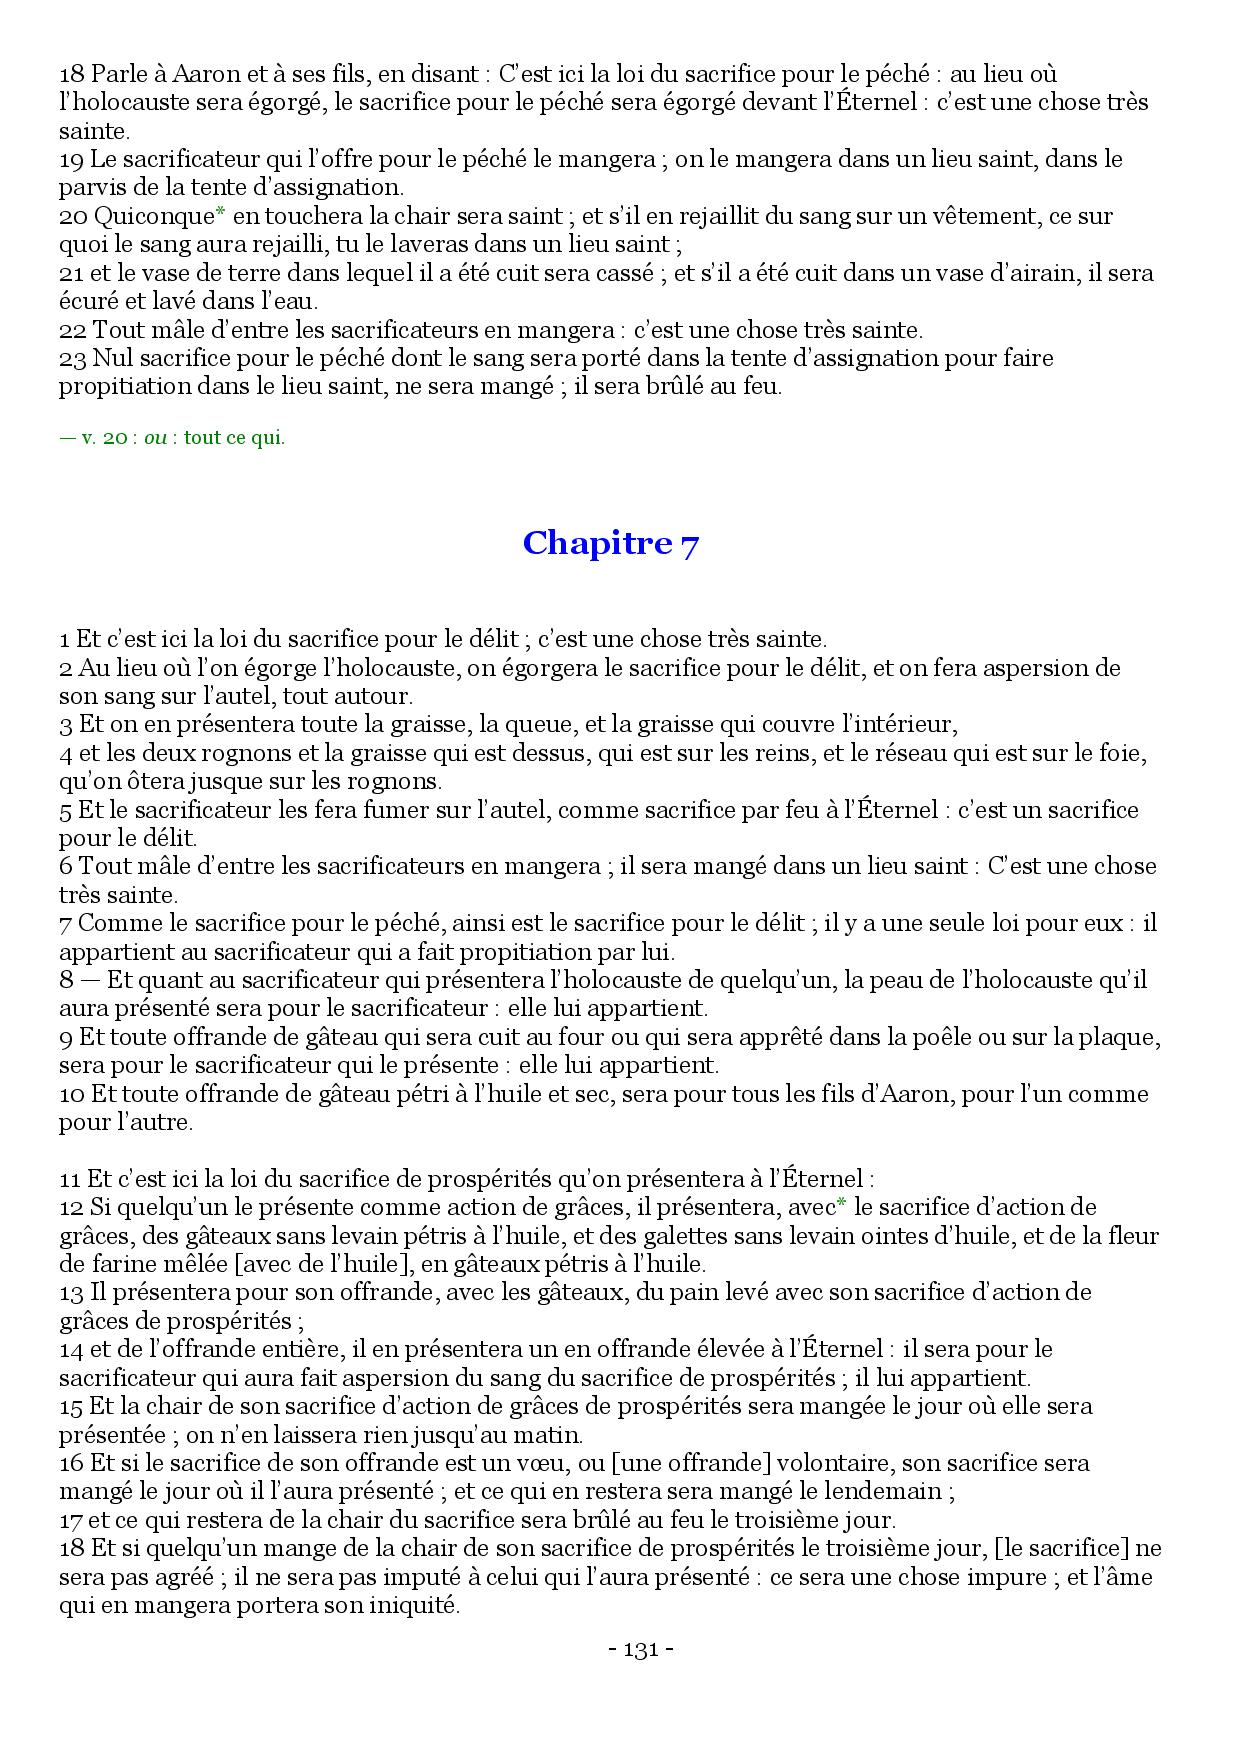 18 Parle à Aaron et à ses fils, en disant : C’est ici la loi du sacrifice pour le péché : au lieu où
l’holocauste sera égorgé, le sacrifice pour le péché sera égorgé devant l’Éternel : c’est une chose très
sainte.
19 Le sacrificateur qui l’offre pour le péché le mangera ; on le mangera dans un lieu saint, dans le
parvis de la tente d’assignation.
20 Quiconque* en touchera la chair sera saint ; et s’il en rejaillit du sang sur un vêtement, ce sur
quoi le sang aura rejailli, tu le laveras dans un lieu saint ;
21 et le vase de terre dans lequel il a été cuit sera cassé ; et s’il a été cuit dans un vase d’airain, il sera
écuré et lavé dans l’eau.
22 Tout mâle d’entre les sacrificateurs en mangera : c’est une chose très sainte.
23 Nul sacrifice pour le péché dont le sang sera porté dans la tente d’assignation pour faire
propitiation dans le lieu saint, ne sera mangé ; il sera brûlé au feu.
— v. 20 : ou : tout ce qui.
Chapitre 7
1 Et c’est ici la loi du sacrifice pour le délit ; c’est une chose très sainte.
2 Au lieu où l’on égorge l’holocauste, on égorgera le sacrifice pour le délit, et on fera aspersion de
son sang sur l’autel, tout autour.
3 Et on en présentera toute la graisse, la queue, et la graisse qui couvre l’intérieur,
4 et les deux rognons et la graisse qui est dessus, qui est sur les reins, et le réseau qui est sur le foie,
qu’on ôtera jusque sur les rognons.
5 Et le sacrificateur les fera fumer sur l’autel, comme sacrifice par feu à l’Éternel : c’est un sacrifice
pour le délit.
6 Tout mâle d’entre les sacrificateurs en mangera ; il sera mangé dans un lieu saint : C’est une chose
très sainte.
7 Comme le sacrifice pour le péché, ainsi est le sacrifice pour le délit ; il y a une seule loi pour eux : il
appartient au sacrificateur qui a fait propitiation par lui.
8 — Et quant au sacrificateur qui présentera l’holocauste de quelqu’un, la peau de l’holocauste qu’il
aura présenté sera pour le sacrificateur : elle lui appartient.
9 Et toute offrande de gâteau qui sera cuit au four ou qui sera apprêté dans la poêle ou sur la plaque,
sera pour le sacrificateur qui le présente : elle lui appartient.
10 Et toute offrande de gâteau pétri à l’huile et sec, sera pour tous les fils d’Aaron, pour l’un comme
pour l’autre.
11 Et c’est ici la loi du sacrifice de prospérités qu’on présentera à l’Éternel :
12 Si quelqu’un le présente comme action de grâces, il présentera, avec* le sacrifice d’action de
grâces, des gâteaux sans levain pétris à l’huile, et des galettes sans levain ointes d’huile, et de la fleur
de farine mêlée [avec de l’huile], en gâteaux pétris à l’huile.
13 Il présentera pour son offrande, avec les gâteaux, du pain levé avec son sacrifice d’action de
grâces de prospérités ;
14 et de l’offrande entière, il en présentera un en offrande élevée à l’Éternel : il sera pour le
sacrificateur qui aura fait aspersion du sang du sacrifice de prospérités ; il lui appartient.
15 Et la chair de son sacrifice d’action de grâces de prospérités sera mangée le jour où elle sera
présentée ; on n’en laissera rien jusqu’au matin.
16 Et si le sacrifice de son offrande est un vœu, ou [une offrande] volontaire, son sacrifice sera
mangé le jour où il l’aura présenté ; et ce qui en restera sera mangé le lendemain ;
17 et ce qui restera de la chair du sacrifice sera brûlé au feu le troisième jour.
18 Et si quelqu’un mange de la chair de son sacrifice de prospérités le troisième jour, [le sacrifice] ne
sera pas agréé ; il ne sera pas imputé à celui qui l’aura présenté : ce sera une chose impure ; et l’âme
qui en mangera portera son iniquité.
- 131 -